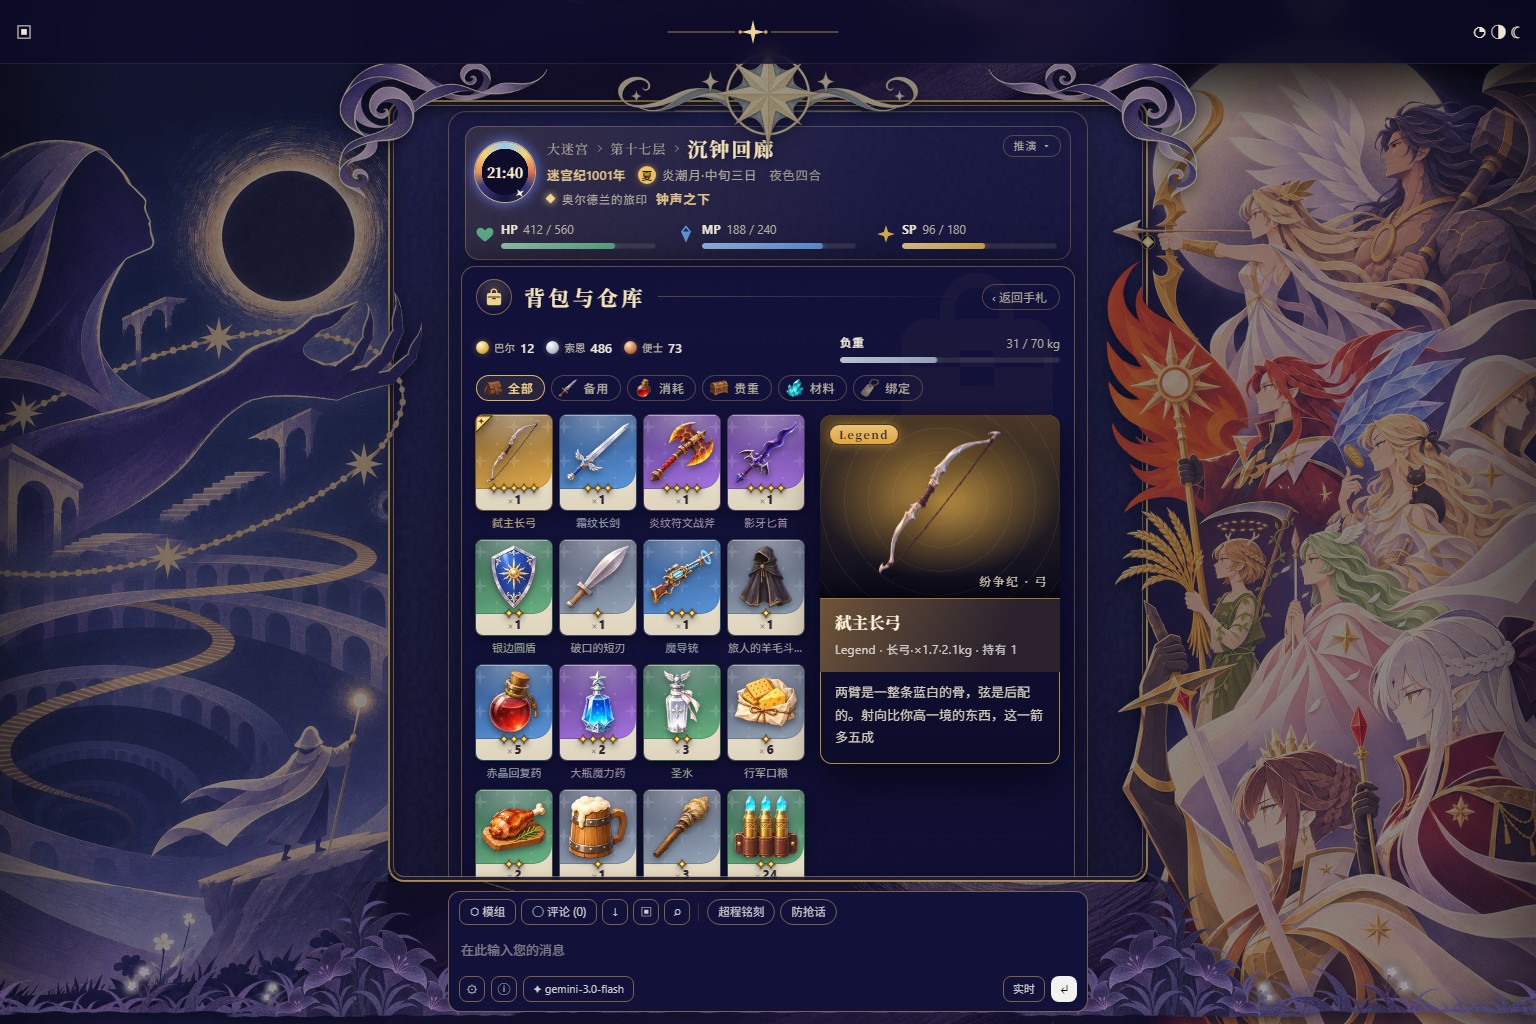 21:40
大迷宫 › 第十七层 › 沉钟回廊
推演
迷宫纪1001年 夏 炎潮月·中旬三日 夜色四合
奥尔德兰的旅印 钟声之下
HP 412 / 560 MP 188 / 240 SP 96 / 180
背包与仓库
‹ 返回手札
巴尔 12 索恩 486 便士 73
负重 31 / 70 kg
全部 备用 消耗 贵重 材料 绑定
×1 ×1 ×1 ×1
弑主长弓 霜纹长剑 炎纹符文战斧 影牙匕首
×1 ×1 ×1 ×1
银边圆盾 破口的短刃 魔导铳 旅人的羊毛斗...
×5 ×2 ×3 ×6
赤晶回复药 大瓶魔力药 圣水 行军口粮
×2 ×1 ×3 ×24
Legend
纷争纪 · 弓
弑主长弓
Legend · 长弓·×1.7·2.1kg · 持有 1
两臂是一整条蓝白的骨，弦是后配
的。射向比你高一境的东西，这一箭
多五成
模组 评论 (0) 超程铭刻 防抢话
在此输入您的消息
gemini-3.0-flash
实时